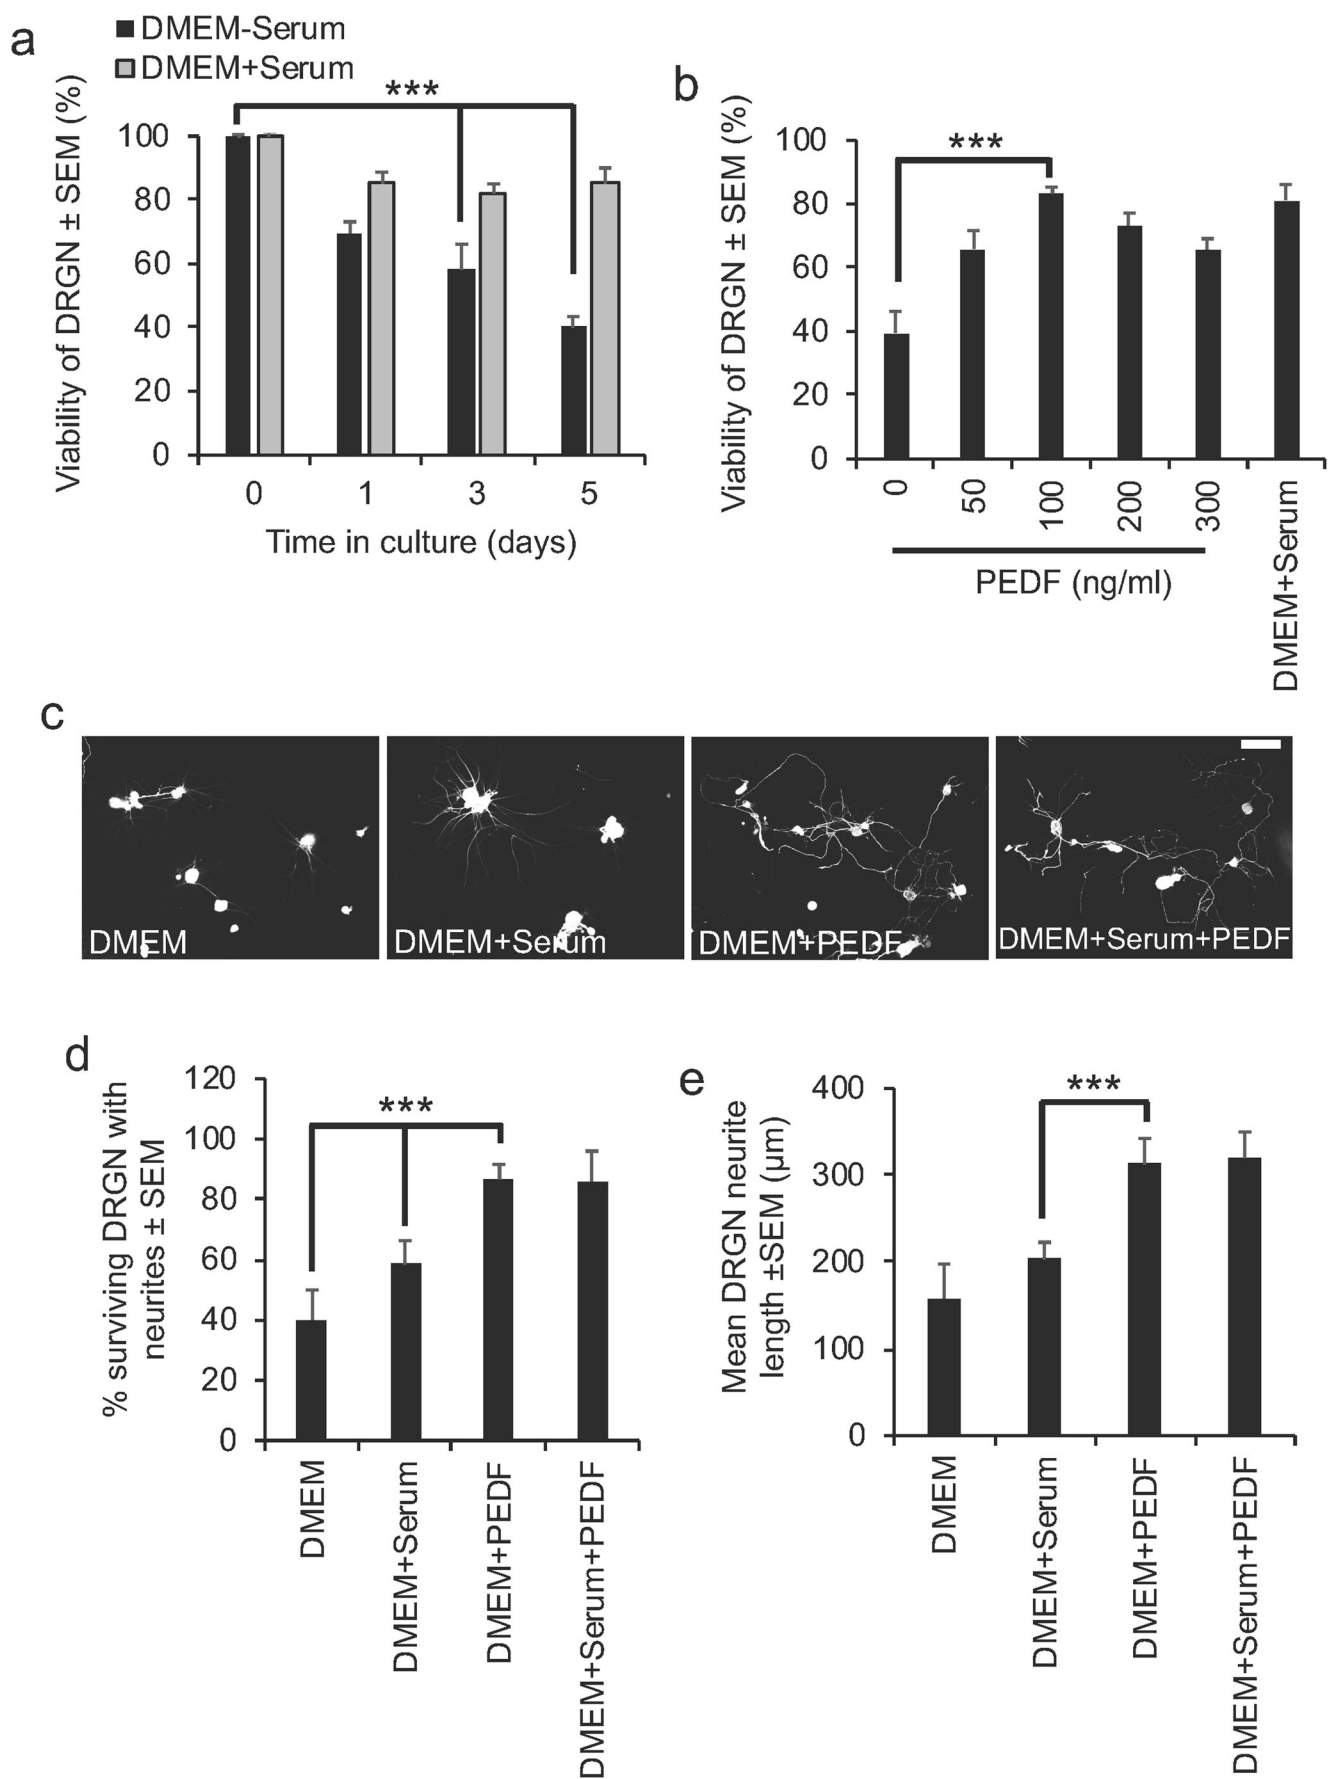 a
DMEM-Serum
DMEM+Serum
Viability of DRGN ± SEM (%)
100
80
60
40
20
0
***
0
1
3
5
Time in culture (days)
b
Viability of DRGN ± SEM (%)
100
80
60
40
20
0
***
0
50
100
200
300
DMEM+Serum
PEDF (ng/ml)
c
DMEM
DMEM+Serum
DMEM+PEDF
DMEM+Serum+PEDF
d
% surviving DRGN with
neurites ± SEM
120
100
80
60
40
20
0
***
DMEM
DMEM+Serum
DMEM+PEDF
DMEM+Serum+PEDF
e
Mean DRGN neurite
length ±SEM (μm)
400
300
200
100
0
***
DMEM
DMEM+Serum
DMEM+PEDF
DMEM+Serum+PEDF